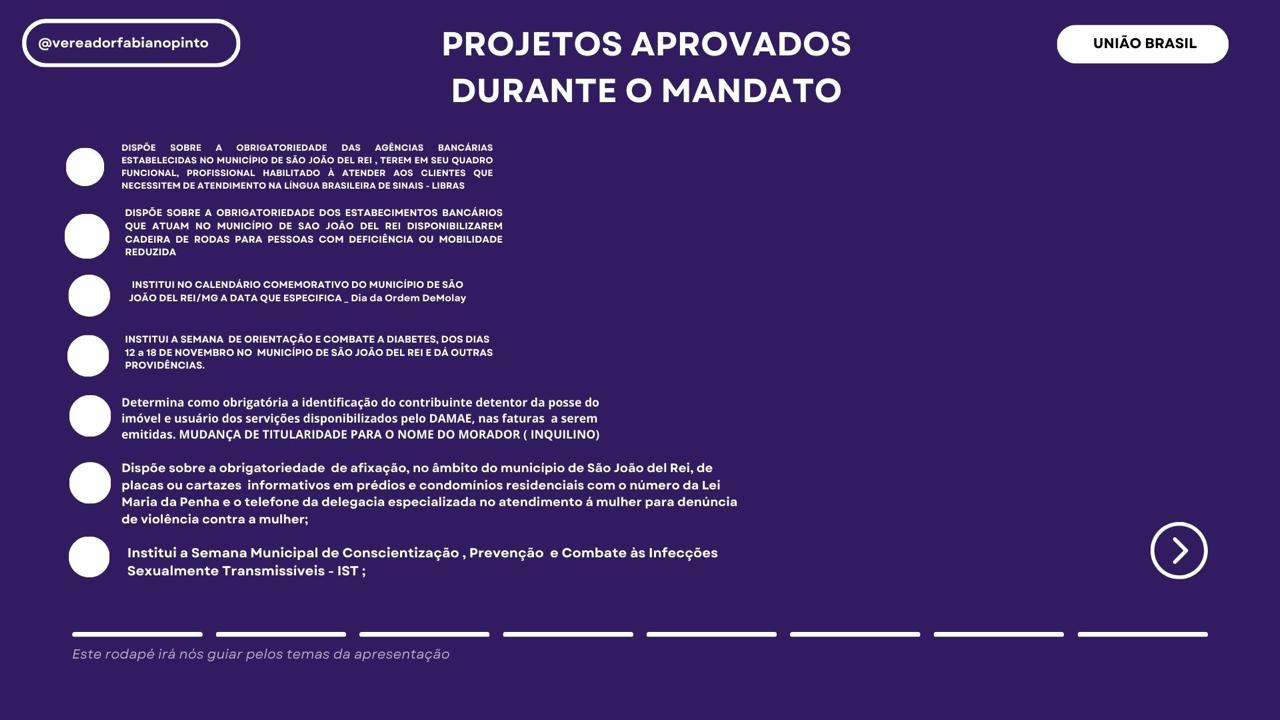 @vereadorfabianopinto
PROJETOS APROVADOS
DURANTE O MANDATO
UNIÃO BRASIL
DISPÕE SOBRE A OBRIGATORIEDADE DAS AGÊNCIAS BANCÁRIAS
ESTABELECIDAS NO MUNICÍPIO DE SÃO JOÃO DEL REI , TEREM EM SEU QUADRO
FUNCIONAL, PROFISSIONAL HABILITADO À ATENDER AOS CLIENTES QUE
NECESSITEM DE ATENDIMENTO NA LÍNGUA BRASILEIRA DE SINAIS - LIBRAS
DISPÕE SOBRE A OBRIGATORIEDADE DOS ESTABECIMENTOS BANCÁRIOS
QUE ATUAM NO MUNICÍPIO DE SAO JOÃO DEL REI DISPONIBILIZAREM
CADEIRA DE RODAS PARA PESSOAS COM DEFICIÊNCIA OU MOBILIDADE
REDUZIDA
INSTITUI NO CALENDÁRIO COMEMORATIVO DO MUNICÍPIO DE SÃO
JOÃO DEL REI/MG A DATA QUE ESPECIFICA _ Dia da Ordem DeMolay
INSTITUI A SEMANA DE ORIENTAÇÃO E COMBATE A DIABETES, DOS DIAS
12 a 18 DE NOVEMBRO NO MUNICÍPIO DE SÃO JOÃO DEL REI E DÁ OUTRAS
PROVIDÊNCIAS.
Determina como obrigatória a identificação do contribuinte detentor da posse do
imóvel e usuário dos servições disponibilizados pelo DAMAE, nas faturas a serem
emitidas. MUDANÇA DE TITULARIDADE PARA O NOME DO MORADOR ( INQUILINO)
Dispõe sobre a obrigatoriedade de afixação, no âmbito do município de São João del Rei, de
placas ou cartazes informativos em prédios e condomínios residenciais com o número da Lei
Maria da Penha e o telefone da delegacia especializada no atendimento á mulher para denúncia
de violência contra a mulher;
Institui a Semana Municipal de Conscientização , Prevenção e Combate às Infecções
Sexualmente Transmissíveis - IST ;
Este rodapé irá nós guiar pelos temas da apresentação